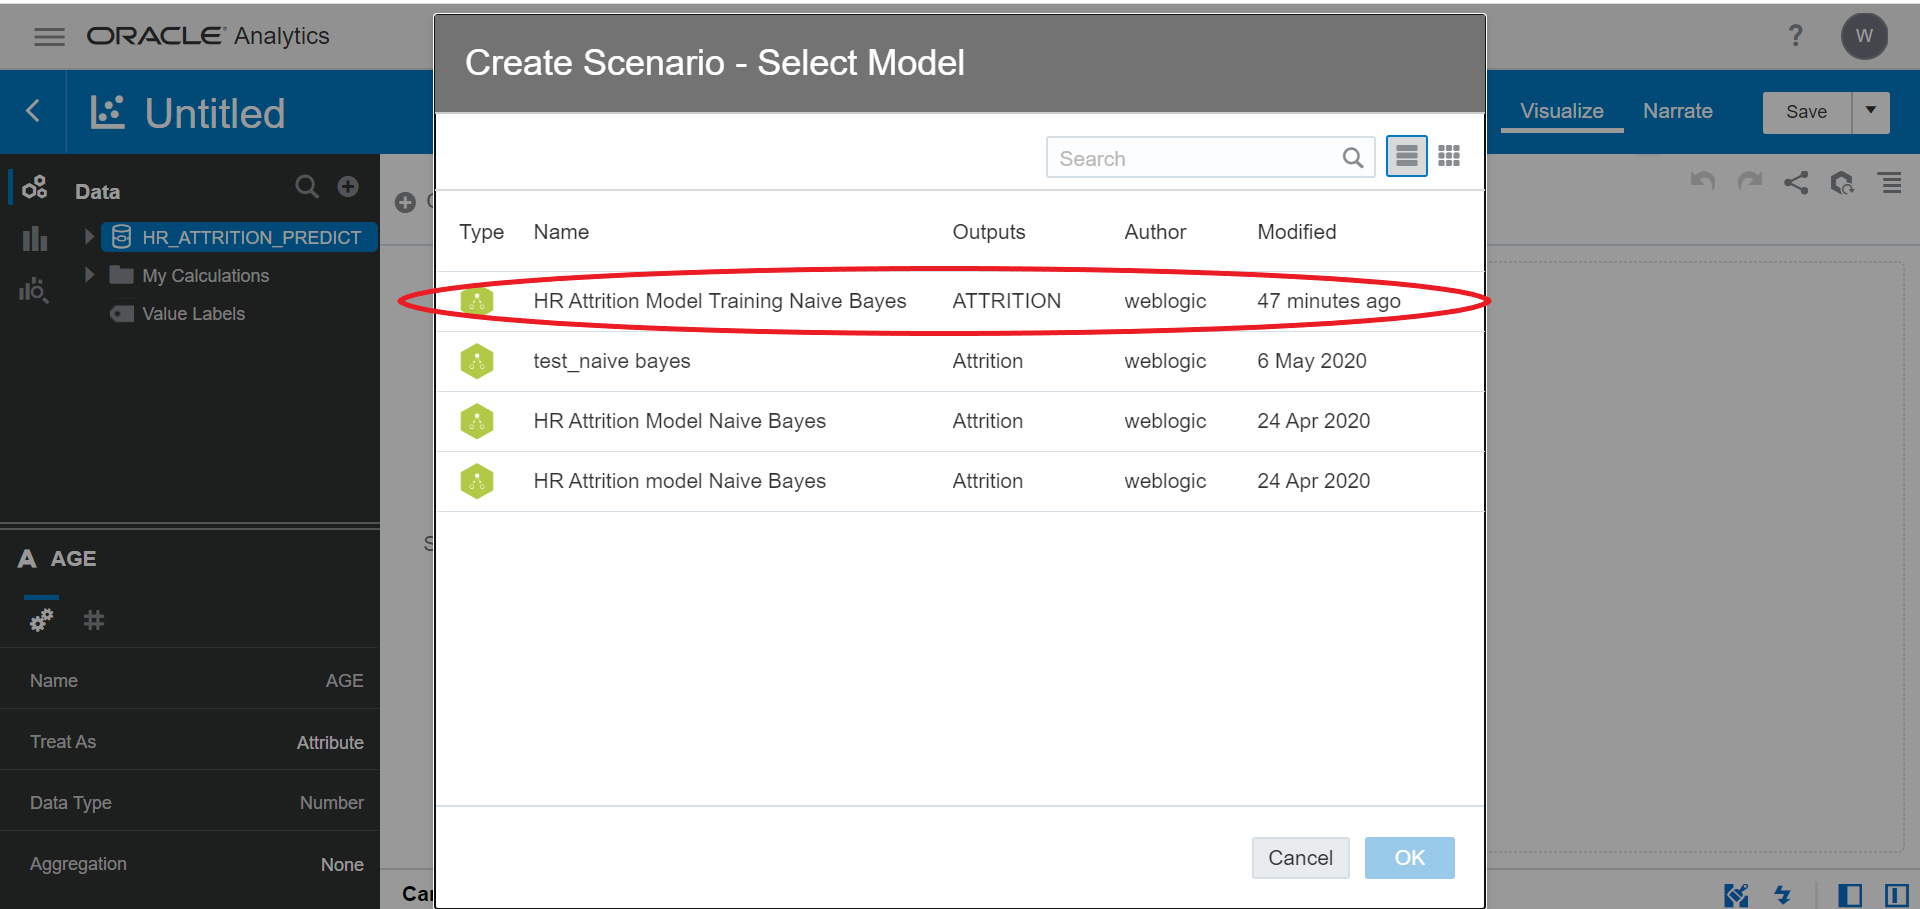 ORACLE Analytics
?
W
Untitled
Visualize
Narrate
Save
Data
HR_ATTRITION_PREDICT
My Calculations
Value Labels
A AGE
Name AGE
Treat As Attribute
Data Type Number
Aggregation None
Create Scenario - Select Model
Search
Type Name Outputs Author Modified
HR Attrition Model Training Naive Bayes ATTRITION weblogic 47 minutes ago
test_naive bayes Attrition weblogic 6 May 2020
HR Attrition Model Naive Bayes Attrition weblogic 24 Apr 2020
HR Attrition model Naive Bayes Attrition weblogic 24 Apr 2020
Cancel
OK